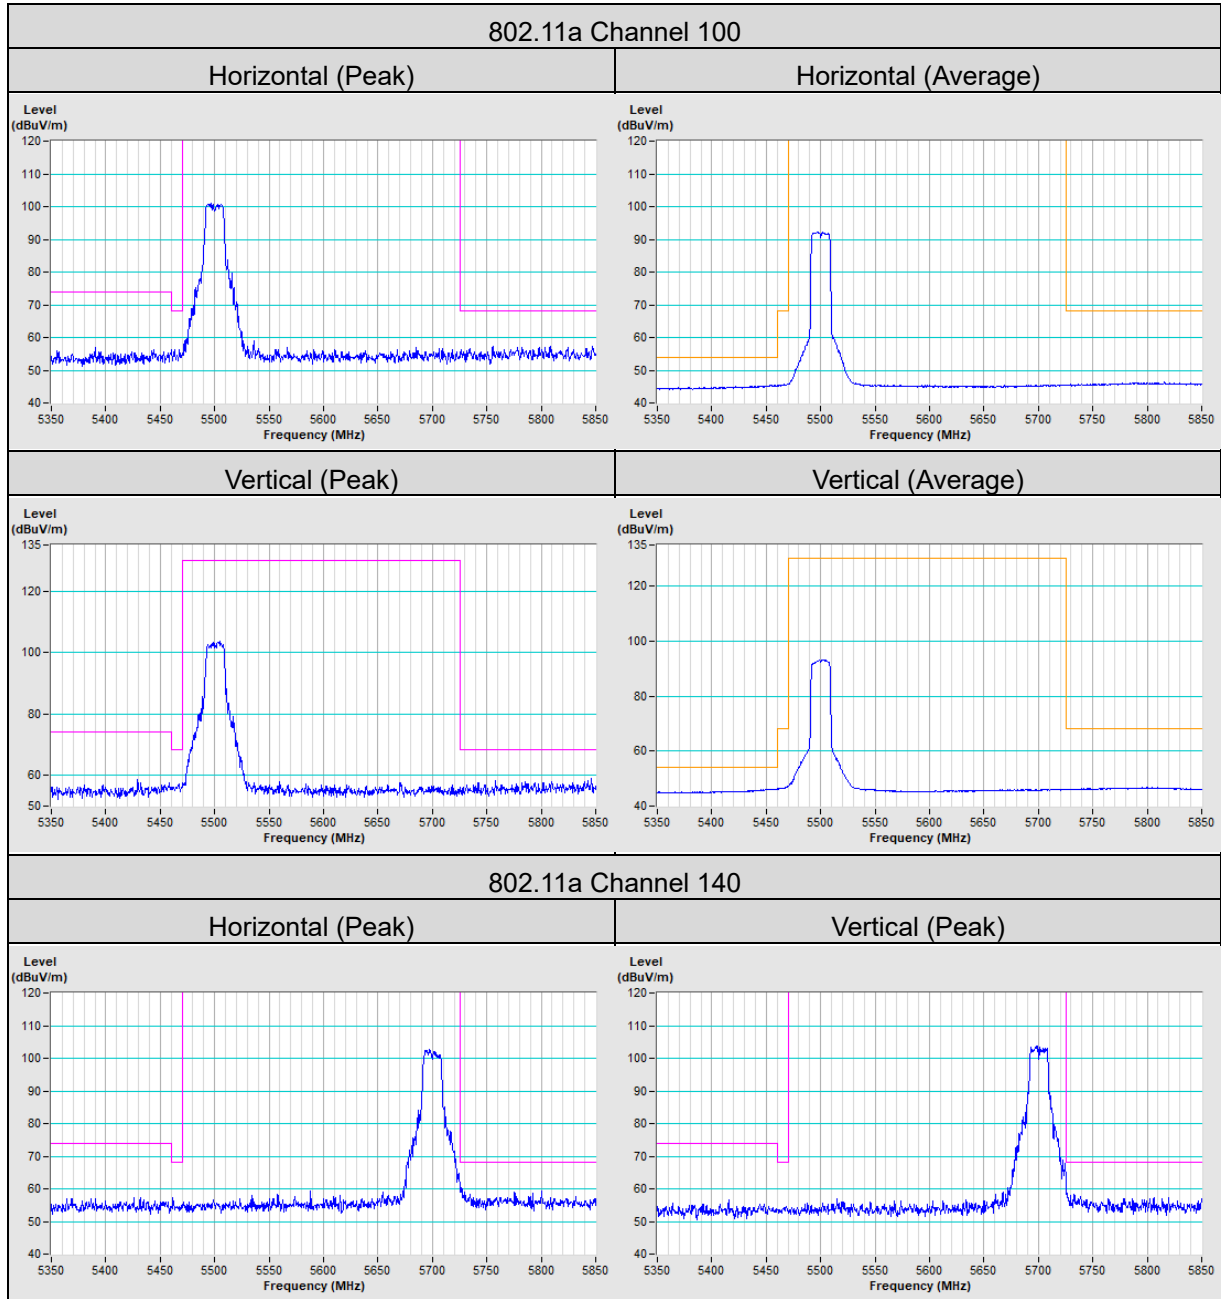 802.11a Channel 100
Horizontal (Peak) Horizontal (Average)
Level Level
(dBuV/m) (dBuV/m)
120 120
110 110
100 100
90 90
80 80
70 70
60 60
50 50
40 40
5350 5400 5450 5500 5550 5600 5650 5700 5750 5800 5850 5350 5400 5450 5500 5550 5600 5650 5700 5750 5800 5850
Frequency (MHz) Frequency (MHz)
Vertical (Peak) Vertical (Average)
Level Level
(dBuV/m) (dBuV/m)
135 135
120 120
100 100
80 80
60 60
50 40
5350 5400 5450 5500 5550 5600 5650 5700 5750 5800 5850 5350 5400 5450 5500 5550 5600 5650 5700 5750 5800 5850
Frequency (MHz) Frequency (MHz)
802.11a Channel 140
Horizontal (Peak) Vertical (Peak)
Level Level
(dBuV/m) (dBuV/m)
120 120
110 110
100 100
90 90
80 80
70 70
60 60
50 50
40 40
5350 5400 5450 5500 5550 5600 5650 5700 5750 5800 5850 5350 5400 5450 5500 5550 5600 5650 5700 5750 5800 5850
Frequency (MHz) Frequency (MHz)